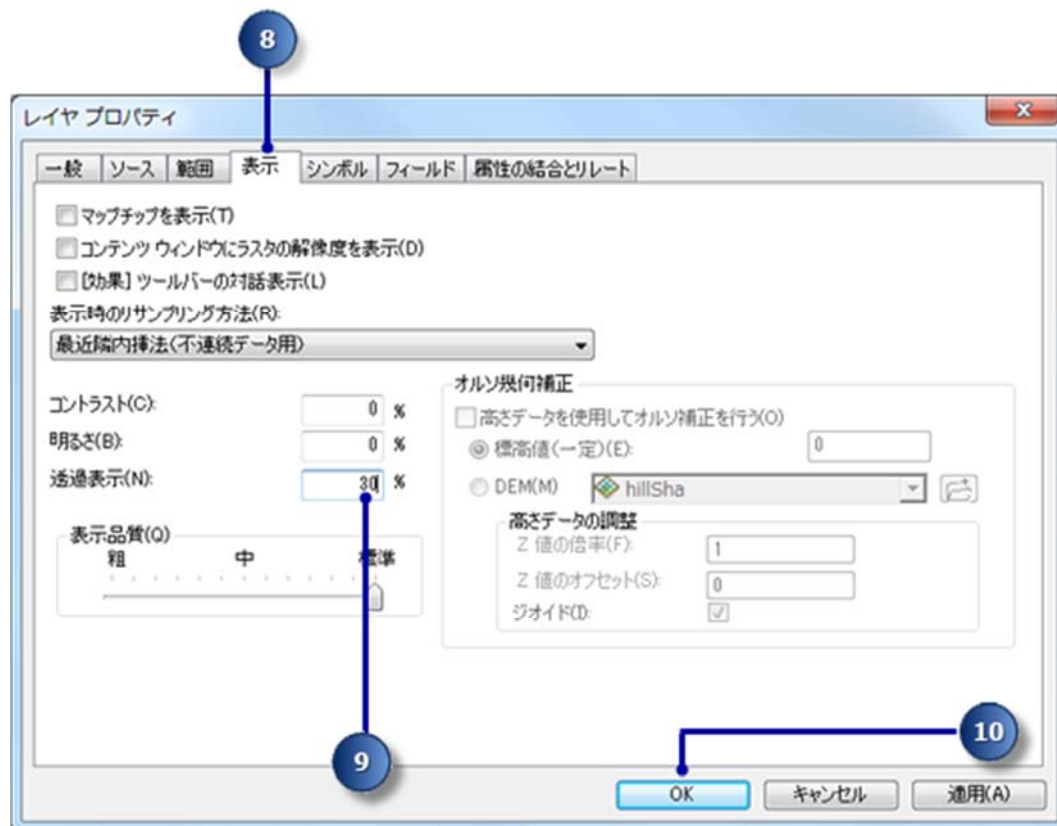 8
レイヤ プロパティ
一般 ソース 範囲 表示 シンボル フィールド 属性の結合とリレート
マップチップを表示(T)
コンテンツ ウィンドウにラスタの解像度を表示(D)
[効果] ツールバーの対話表示(L)
表示時のリサンプリング方法(R):
最近隣内挿法(不連続データ用)
コントラスト(C): 0 %
明るさ(B): 0 %
透過表示(N): 30 %
表示品質(Q)
粗 中 標準
オルソ幾何補正
高さデータを使用してオルソ補正を行う(O)
標高値(一定)(E): 0
DEM(M) hillSha
高さデータの調整
Z 値の倍率(F): 1
Z 値のオフセット(S): 0
ジオイド(I):
9
10
OK キャンセル 適用(A)